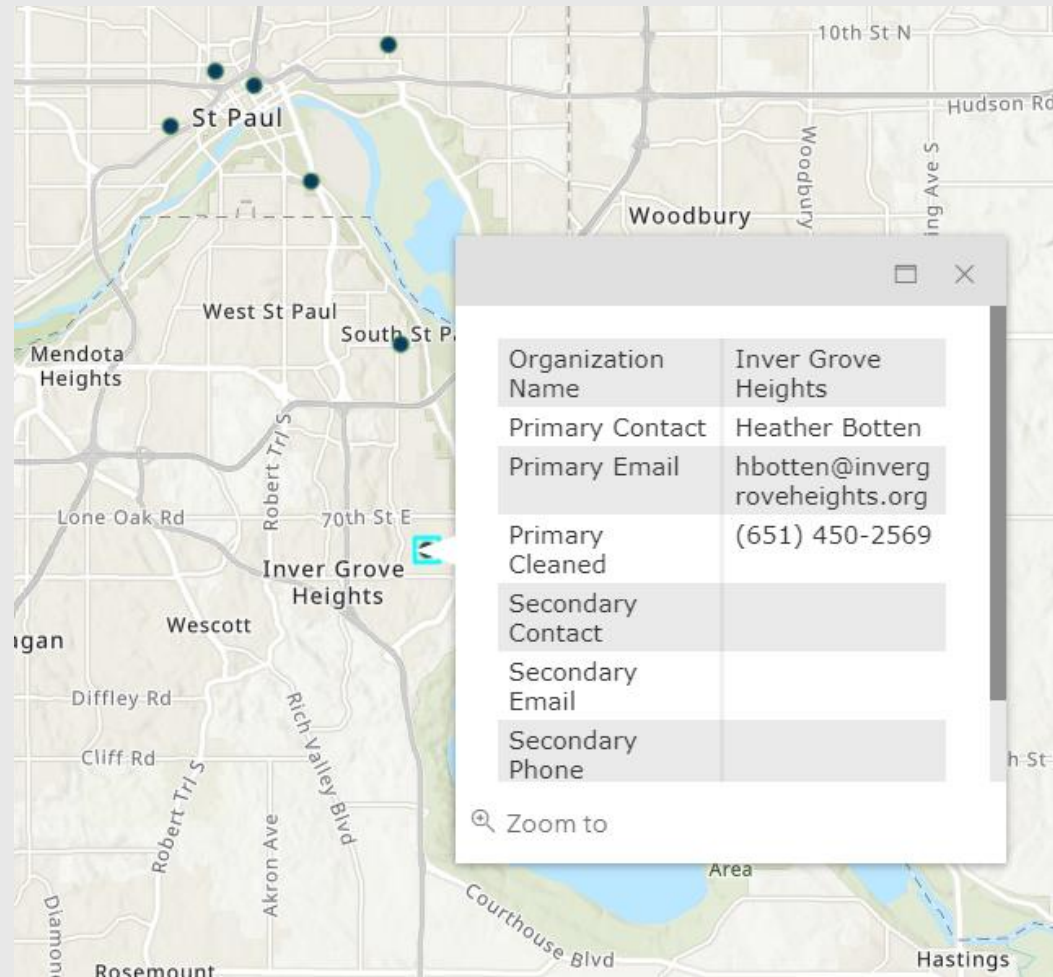 10th St N
Hudson Rd
St Paul
Woodbury
ing Ave S
Woodbury
West St Paul
South St P
Mendota
Heights
Robert Trl S
Lone Oak Rd
70th St E
Inver Grove
Heights
Wescott
agan
Diffley Rd
Cliff Rd
Rich Valley Blvd
Robert Trl S
Akron Ave
Diamon
Rosemount
Courthouse Blvd
Area
Hastings
h St
Organization Name
Inver Grove Heights
Primary Contact
Heather Botten
Primary Email
hbotten@inverg
roveheights.org
Primary Cleaned
(651) 450-2569
Secondary Contact
Secondary Email
Secondary Phone
Zoom to